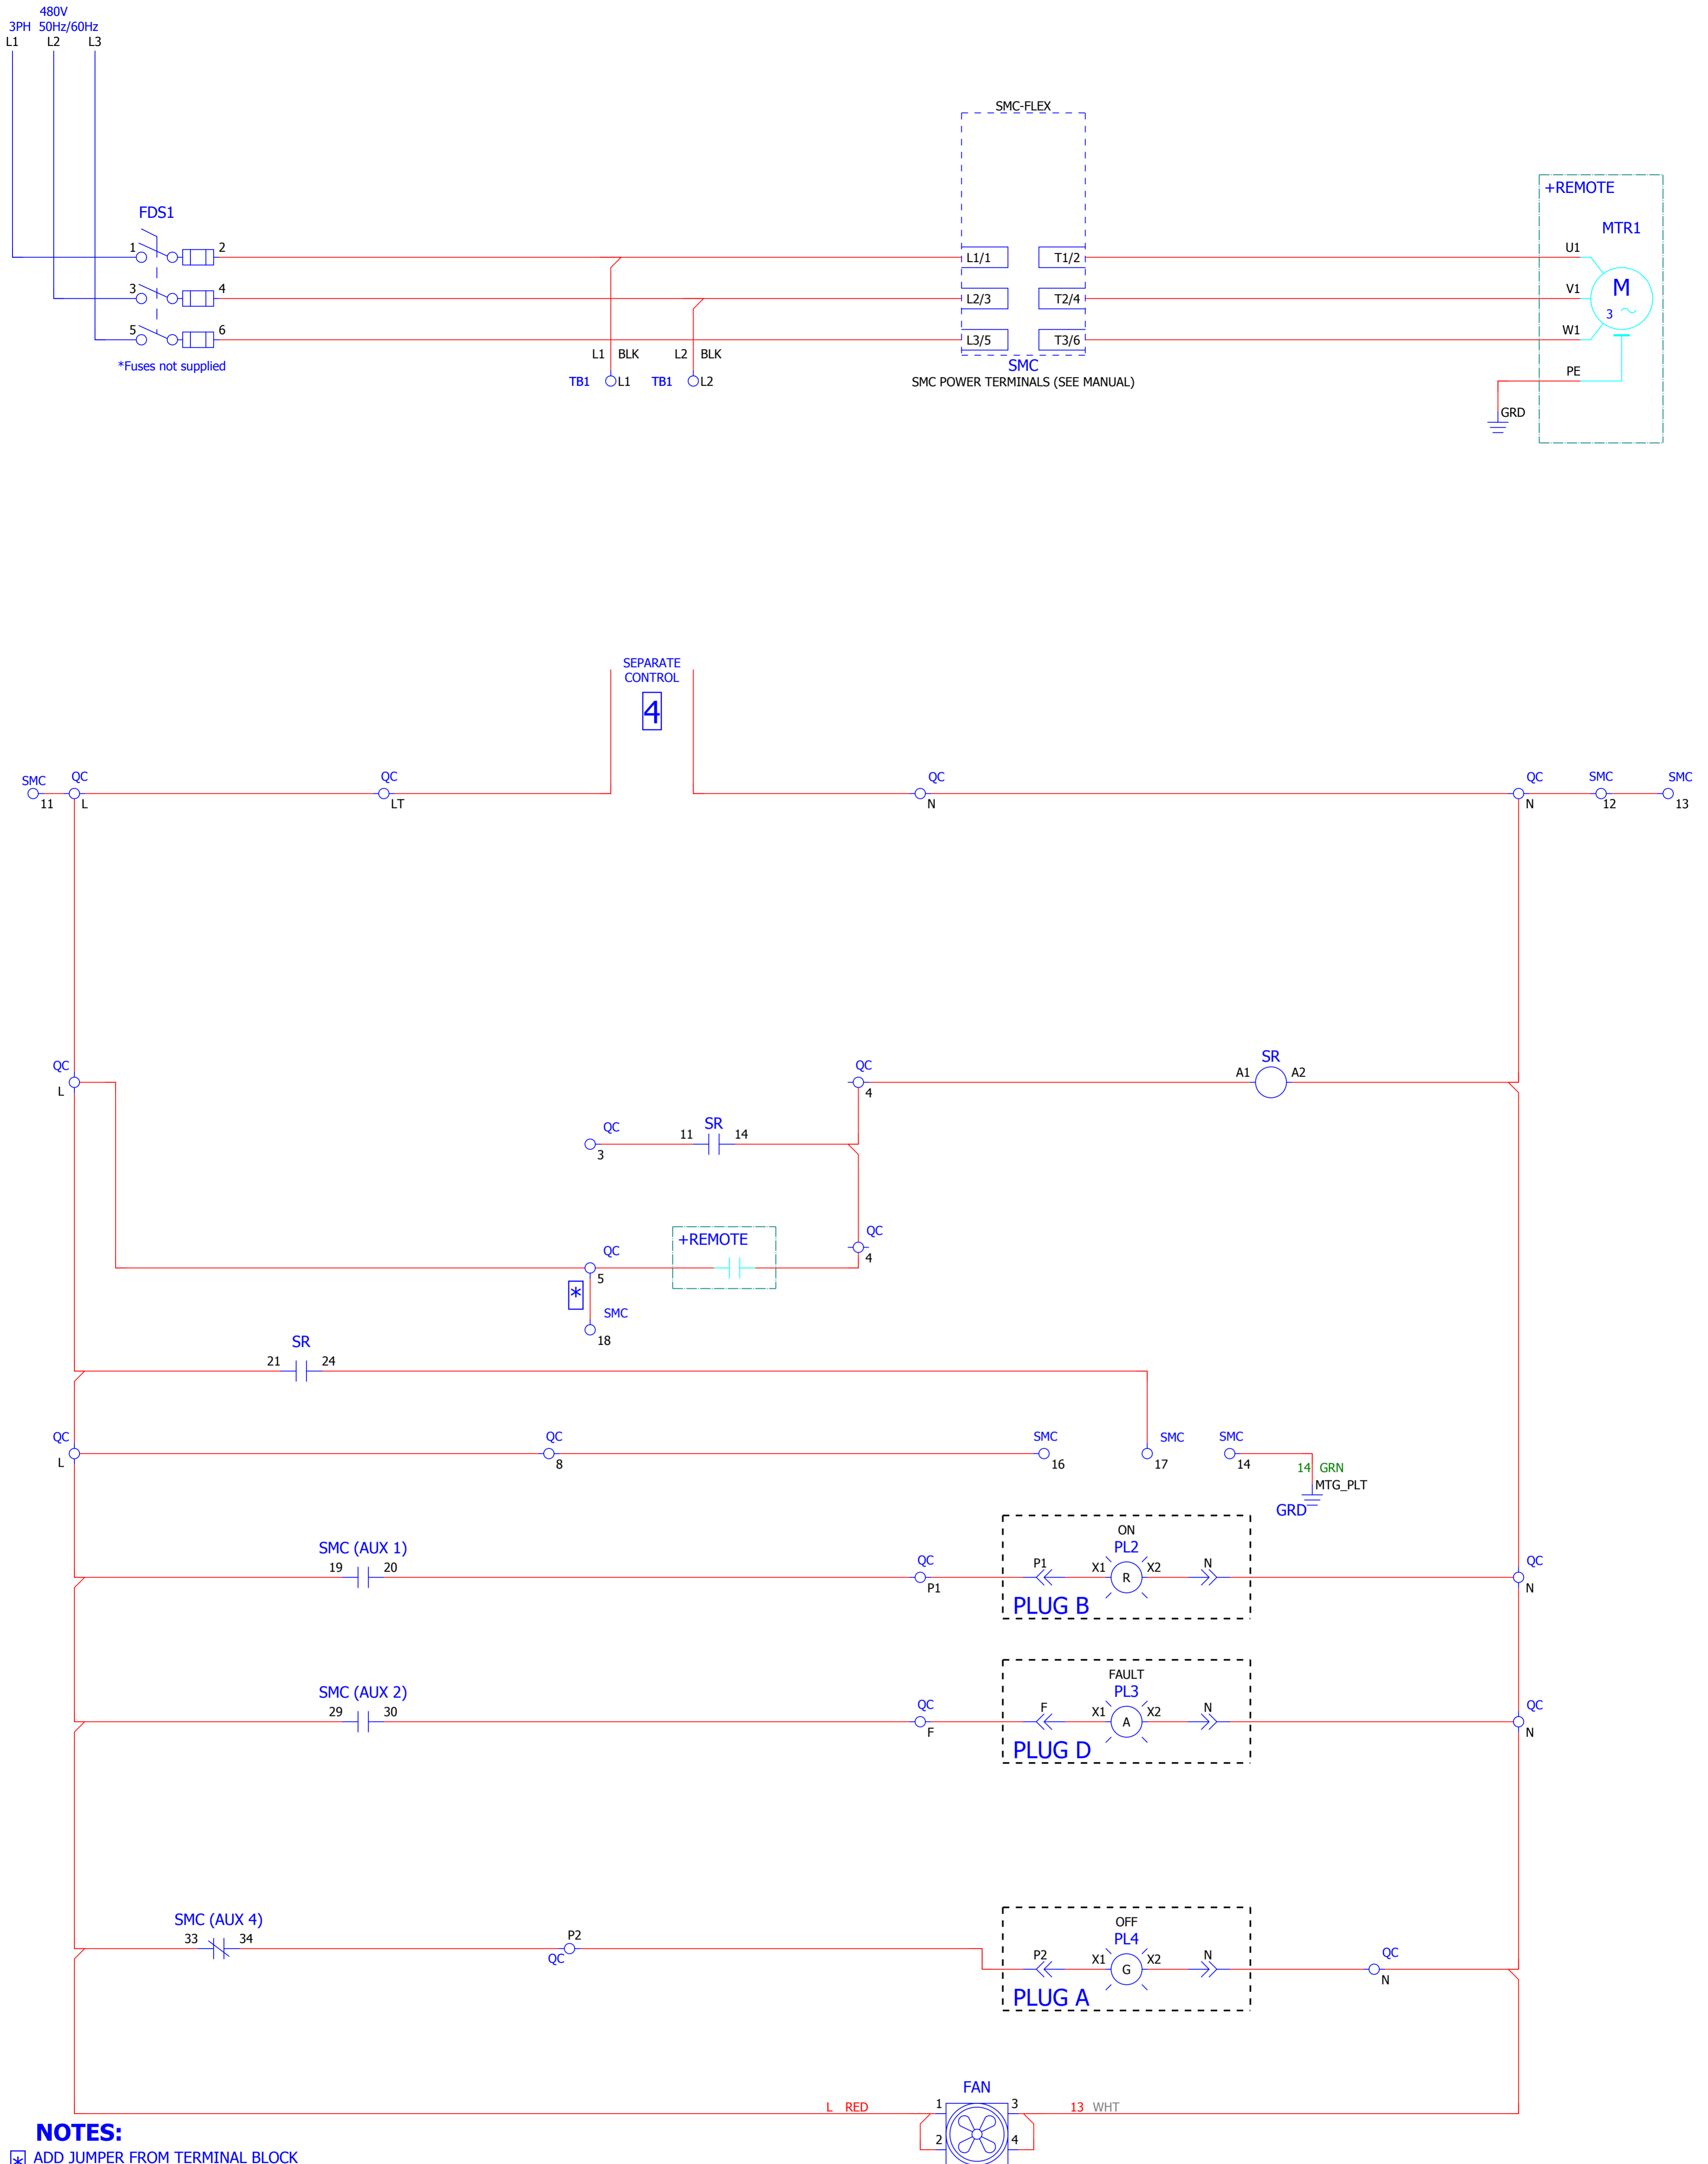 480V
3PH 50Hz/60Hz
L1 L2 L3
SMC-FLEX
+REMOTE
MTR1
FDS1
1 2
L1/1 T1/2
U1
3 4
L2/3 T2/4
V1
M
3 ~
5 6
L3/5 T3/6
W1
*Fuses not supplied
L1 BLK L2 BLK
SMC
PE
TB1 L1 TB1 L2
SMC POWER TERMINALS (SEE MANUAL)
GRD
SEPARATE
CONTROL
4
SMC QC QC QC QC SMC SMC
11 L LT N N 12 13
QC QC SR
A1 A2
L 4
QC SR
11 14
3
QC +REMOTE QC
5 4
*
SMC
18
SR
21 24
QC QC SMC SMC SMC
L 8 16 17 14
14 GRN
MTG_PLT
GRD
ON
SMC (AUX 1) PL2
19 20 QC P1 X1 R X2 N QC
P1 N
PLUG B
FAULT
SMC (AUX 2) PL3
29 30 QC F X1 A X2 N QC
F N
PLUG D
SMC (AUX 4) OFF
33 34 P2 PL4
QC P2 X1 G X2 N QC
N
PLUG A
FAN
L RED 1 3 13 WHT
2 4
NOTES:
* ADD JUMPER FROM TERMINAL BLOCK